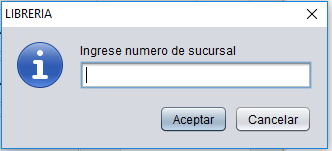 LIBRERIA
Ingrese numero de sucursal
Aceptar
Cancelar